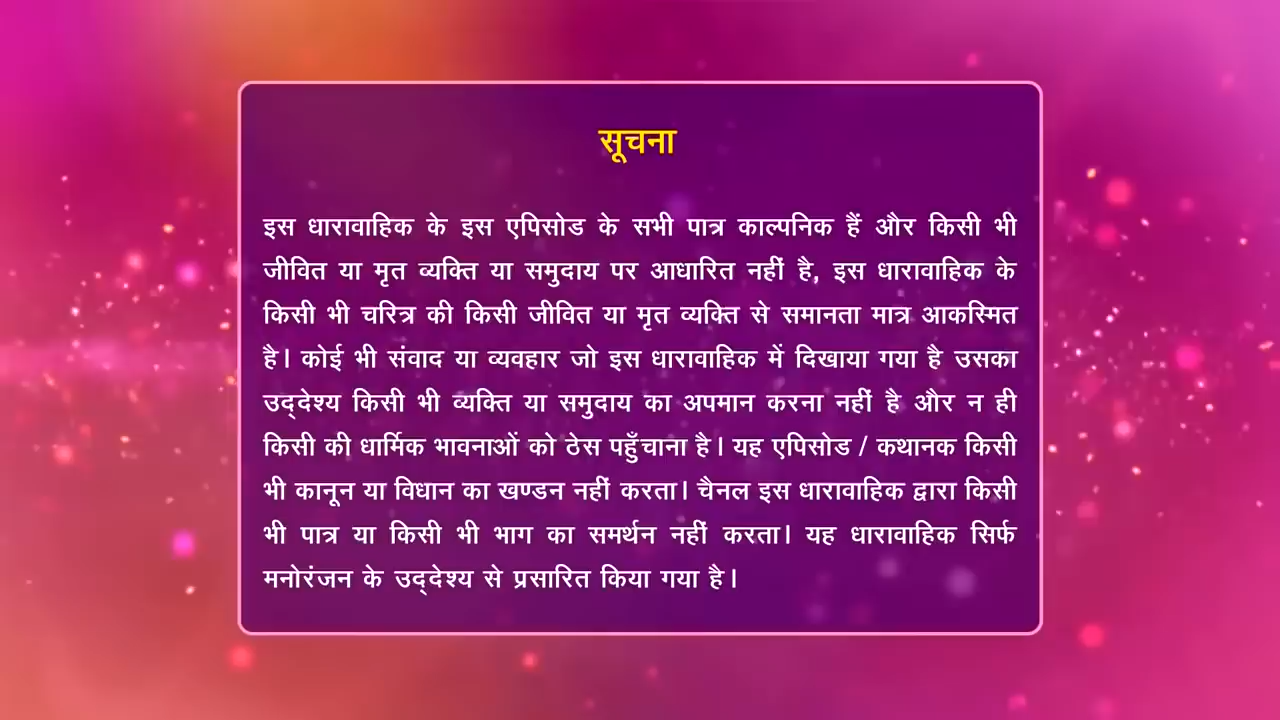 सूचना
इस धारावाहिक के इस एपिसोड के सभी पात्र काल्पनिक हैं और किसी भी
जीवित या मृत व्यक्ति या समुदाय पर आधारित नहीं है, इस धारावाहिक के
किसी भी चरित्र की किसी जीवित या मृत व्यक्ति से समानता मात्र आकस्मित
है। कोई भी संवाद या व्यवहार जो इस धारावाहिक में दिखाया गया है उसका
उद्देश्य किसी भी व्यक्ति या समुदाय का अपमान करना नहीं है और न ही
किसी की धार्मिक भावनाओं को ठेस पहुँचाना है। यह एपिसोड / कथानक किसी
भी कानून या विधान का खण्डन नहीं करता। चैनल इस धारावाहिक द्वारा किसी
भी पात्र या किसी भी भाग का समर्थन नहीं करता। यह धारावाहिक सिर्फ
मनोरंजन के उद्देश्य से प्रसारित किया गया है।